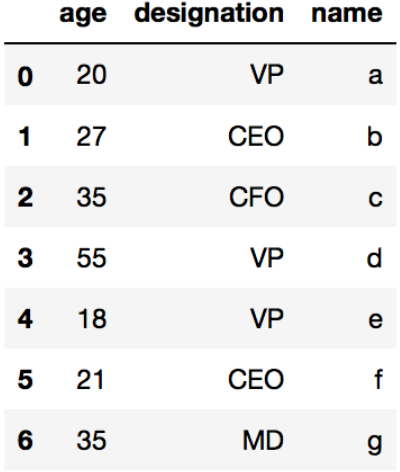 age designation name
0 20 VP a
1 27 CEO b
2 35 CFO c
3 55 VP d
4 18 VP e
5 21 CEO f
6 35 MD g